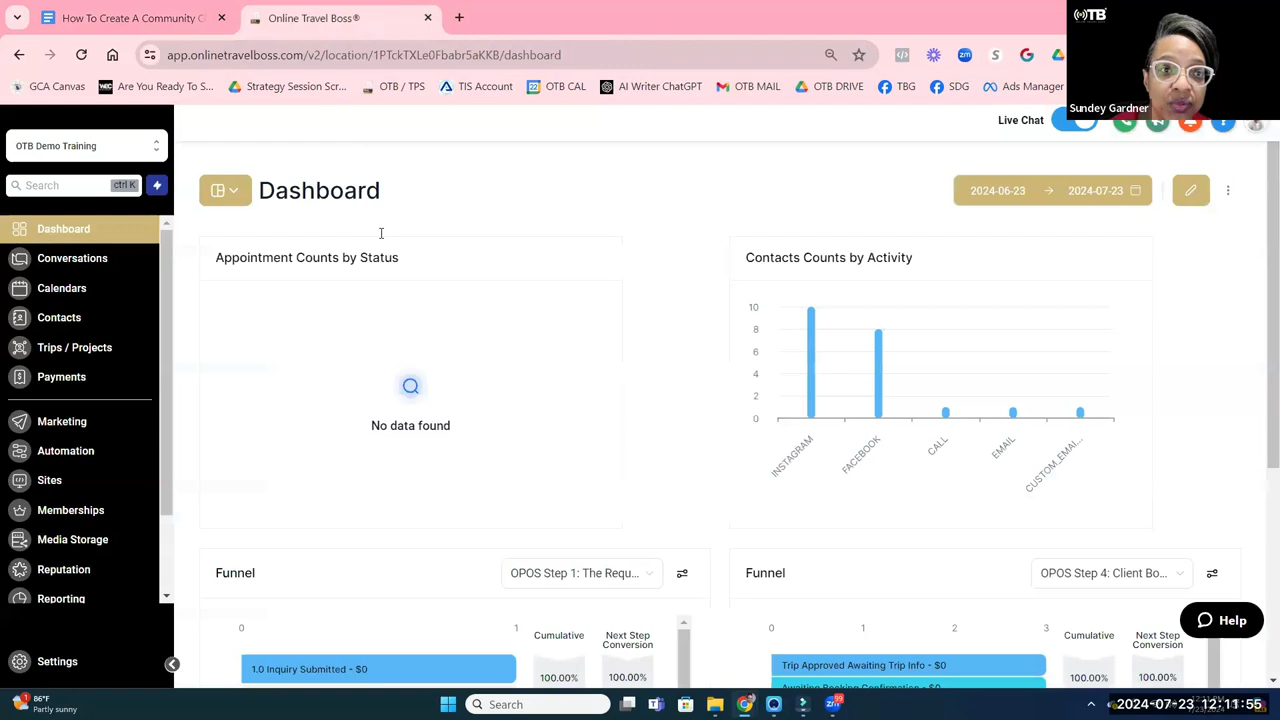 How To Create A Community C
Online Travel Boss®
app.onlinetravelboss.com/v2/location/1PTckTXLe0Fbabr5aKKB/dashboard
GCA Canvas
Are You Ready To S...
Strategy Session Scr...
OTB / TPS
TIS Account
OTB CAL
AI Writer ChatGPT
OTB MAIL
OTB DRIVE
TBG
SDG
Ads Manager
OTB
Sundey Gardner
Live Chat
OTB Demo Training
Search
ctrl K
Dashboard
Conversations
Calendars
Contacts
Trips / Projects
Payments
Marketing
Automation
Sites
Memberships
Media Storage
Reputation
Reporting
Settings
Dashboard
2024-06-23 → 2024-07-23
Appointment Counts by Status
No data found
Contacts Counts by Activity
10
8
6
4
2
0
INSTAGRAM
FACEBOOK
CALL
EMAIL
CUSTOM_EMAI...
Funnel
OPOS Step 1: The Requ...
0
1
Cumulative
Next Step
Conversion
1.0 Inquiry Submitted - $0
100.00%
100.00%
Funnel
OPOS Step 4: Client Bo...
0
1
2
3
Cumulative
Next Step
Conversion
Trip Approved Awaiting Trip Info - $0
100.00%
100.00%
Awaiting Booking Confirmation - $0
Help
86°F
Partly sunny
Search
99
2024-07-23 12:11:55